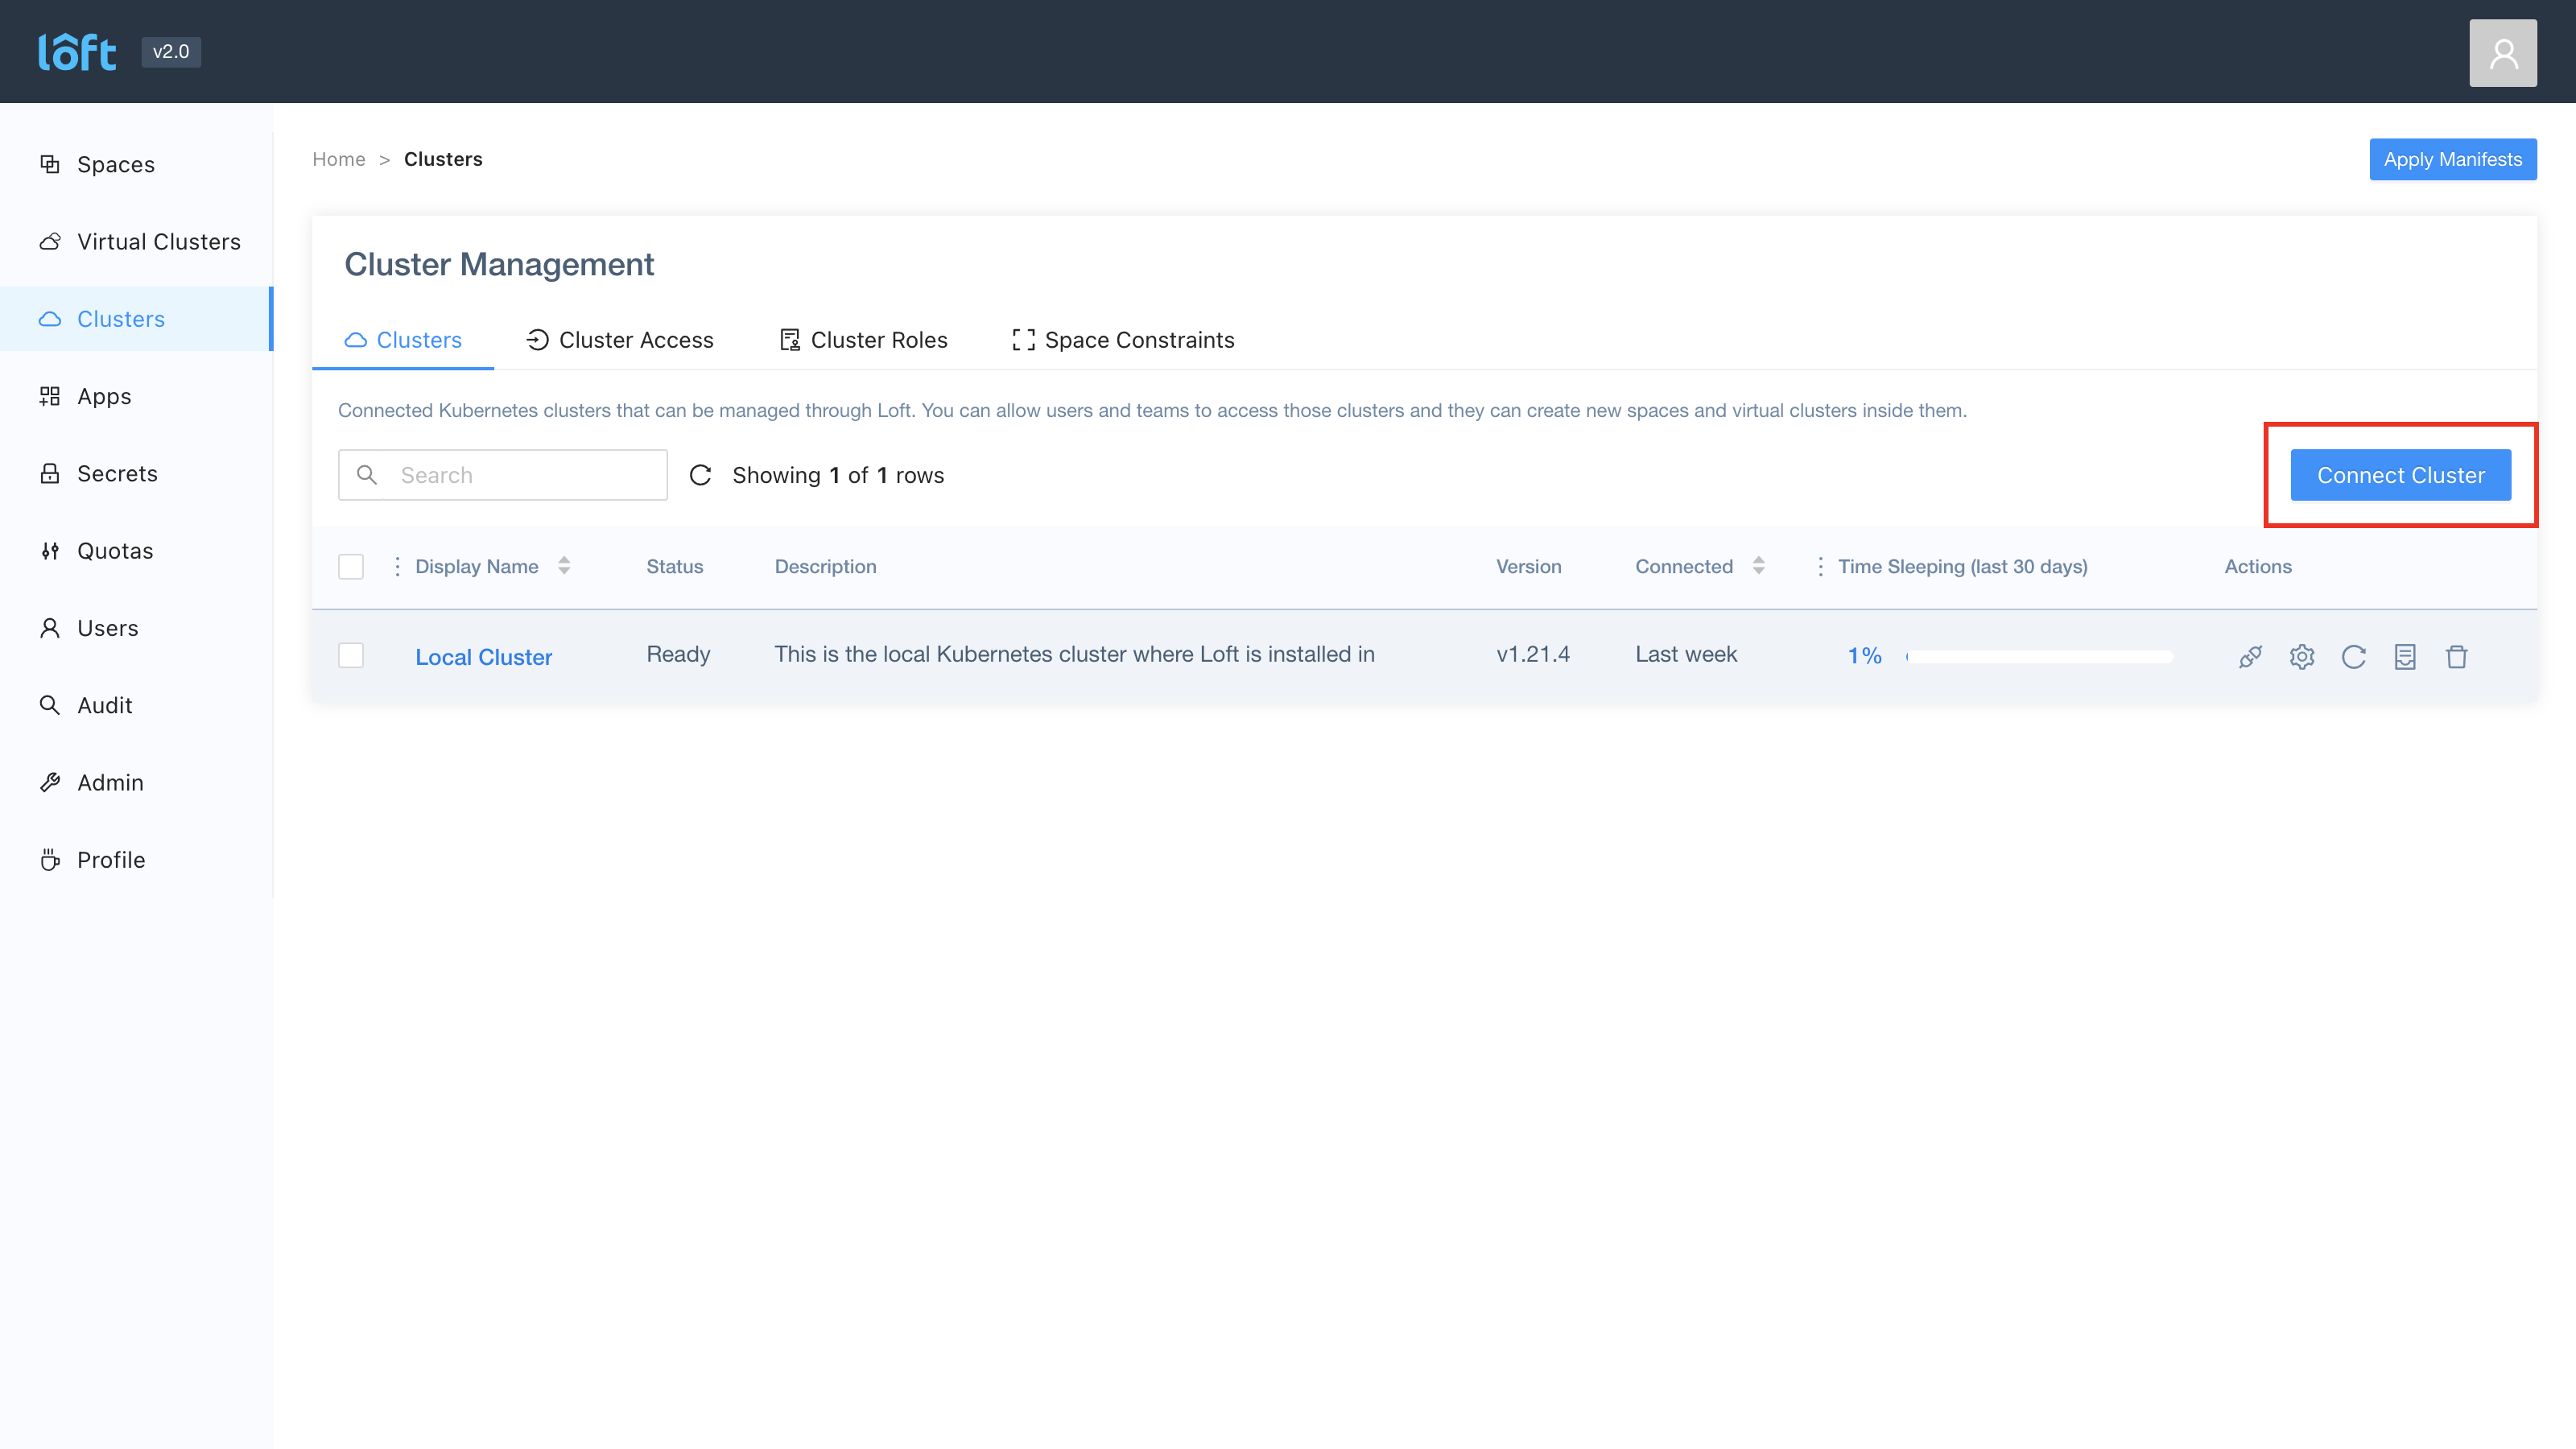 lôft v2.0
Home > Clusters
Apply Manifests
Spaces
Virtual Clusters
Clusters
Apps
Secrets
Quotas
Users
Audit
Admin
Profile
Cluster Management
Clusters Cluster Access Cluster Roles Space Constraints
Connected Kubernetes clusters that can be managed through Loft. You can allow users and teams to access those clusters and they can create new spaces and virtual clusters inside them.
Search Showing 1 of 1 rows Connect Cluster
Display Name Status Description Version Connected Time Sleeping (last 30 days) Actions
Local Cluster Ready This is the local Kubernetes cluster where Loft is installed in v1.21.4 Last week 1%